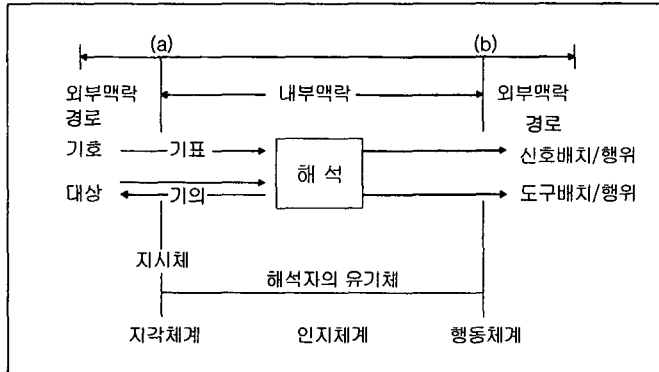 (a) (b)
외부맥락 내부맥락 외부맥락
경로 경로
기호 기표 해 석 신호배치/행위
대상 기의 도구배치/행위
지시체
해석자의 유기체
지각체계 인지체계 행동체계